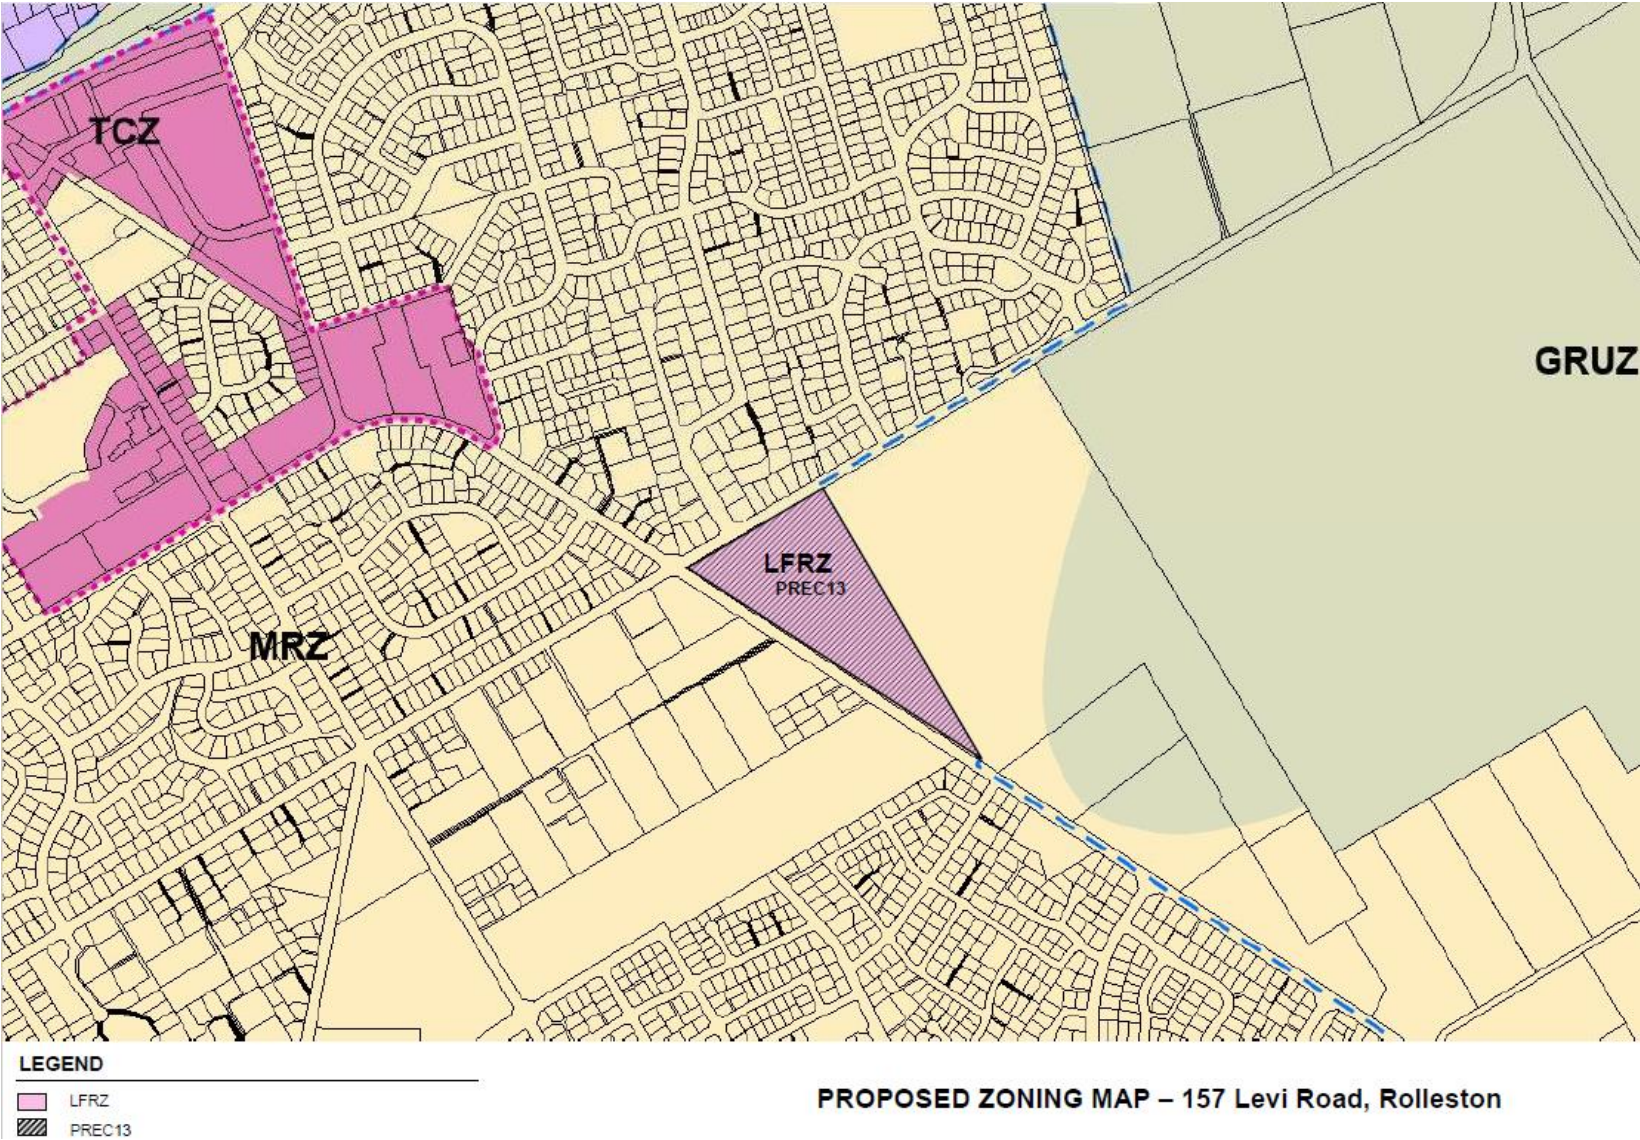 TCZ
GRUZ
LFRZ
PREC13
MRZ
LEGEND
LFRZ
PREC13
PROPOSED ZONING MAP – 157 Levi Road, Rolleston